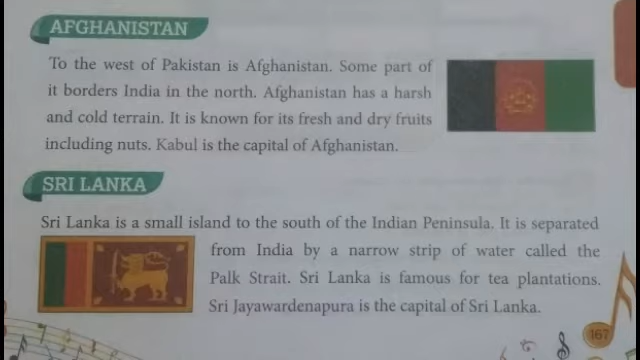 AFGHANISTAN
To the west of Pakistan is Afghanistan. Some part of
it borders India in the north. Afghanistan has a harsh
and cold terrain. It is known for its fresh and dry fruits
including nuts. Kabul is the capital of Afghanistan.
SRI LANKA
Sri Lanka is a small island to the south of the Indian Peninsula. It is separated
from India by a narrow strip of water called the
Palk Strait. Sri Lanka is famous for tea plantations.
Sri Jayawardenapura is the capital of Sri Lanka.
167